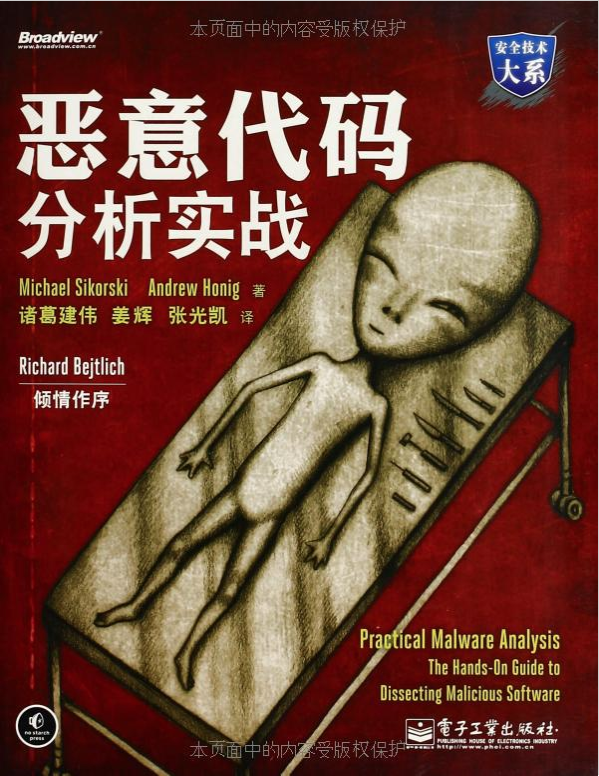 本页面中的内容受版权保护
Broadview®
www.broadview.com.cn
安全技术
大系
恶意代码
分析实战
Michael Sikorski Andrew Honig 著
诸葛建伟 姜辉 张光凯 译
Richard Bejtlich
倾情作序
Practical Malware Analysis
The Hands-On Guide to
Dissecting Malicious Software
no starch
press
電子工業出版社.
PUBLISHING HOUSE OF ELECTRONICS INDUSTRY
http://www.phei.com.cn
本页面中的内容受版权保护